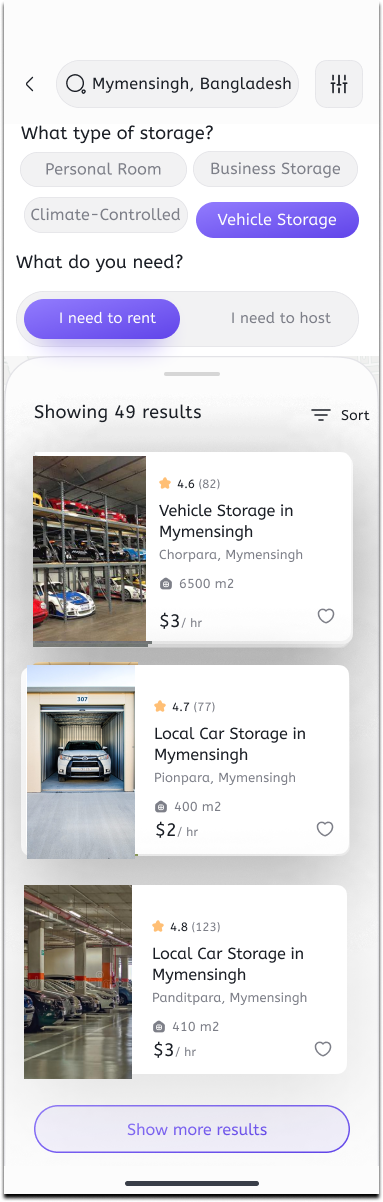 Mymensingh, Bangladesh
What type of storage?
Personal Room
Business Storage
Climate-Controlled
Vehicle Storage
What do you need?
I need to rent
I need to host
Showing 49 results
Sort
4.6 (82)
Vehicle Storage in
Mymensingh
Chorpara, Mymensingh
6500 m2
$3/ hr
307
4.7 (77)
Local Car Storage in
Mymensingh
Pionpara, Mymensingh
400 m2
$2/ hr
4.8 (123)
Local Car Storage in
Mymensingh
Panditpara, Mymensingh
410 m2
$3/ hr
Show more results